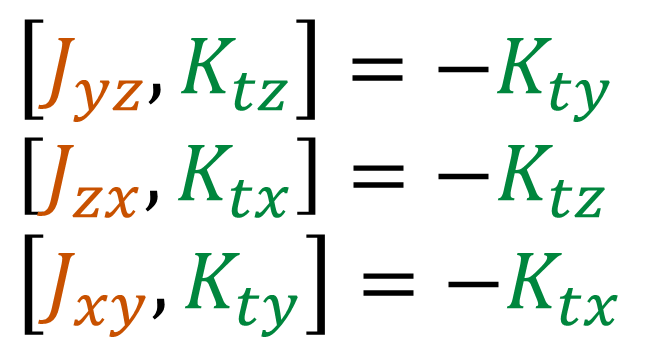 [J_yz, K_tz] = −K_ty
[J_zx, K_tx] = −K_tz
[J_xy, K_ty] = −K_tx